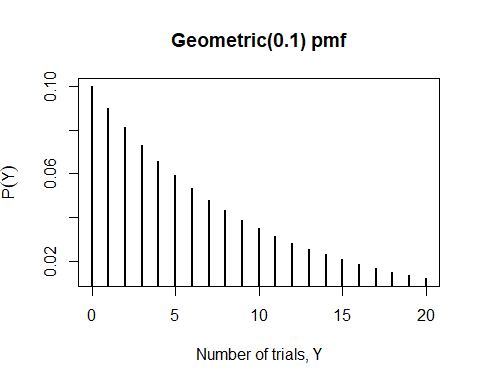 Geometric(0.1) pmf
P(Y)
0.10
0.06
0.02
0 5 10 15 20
Number of trials, Y